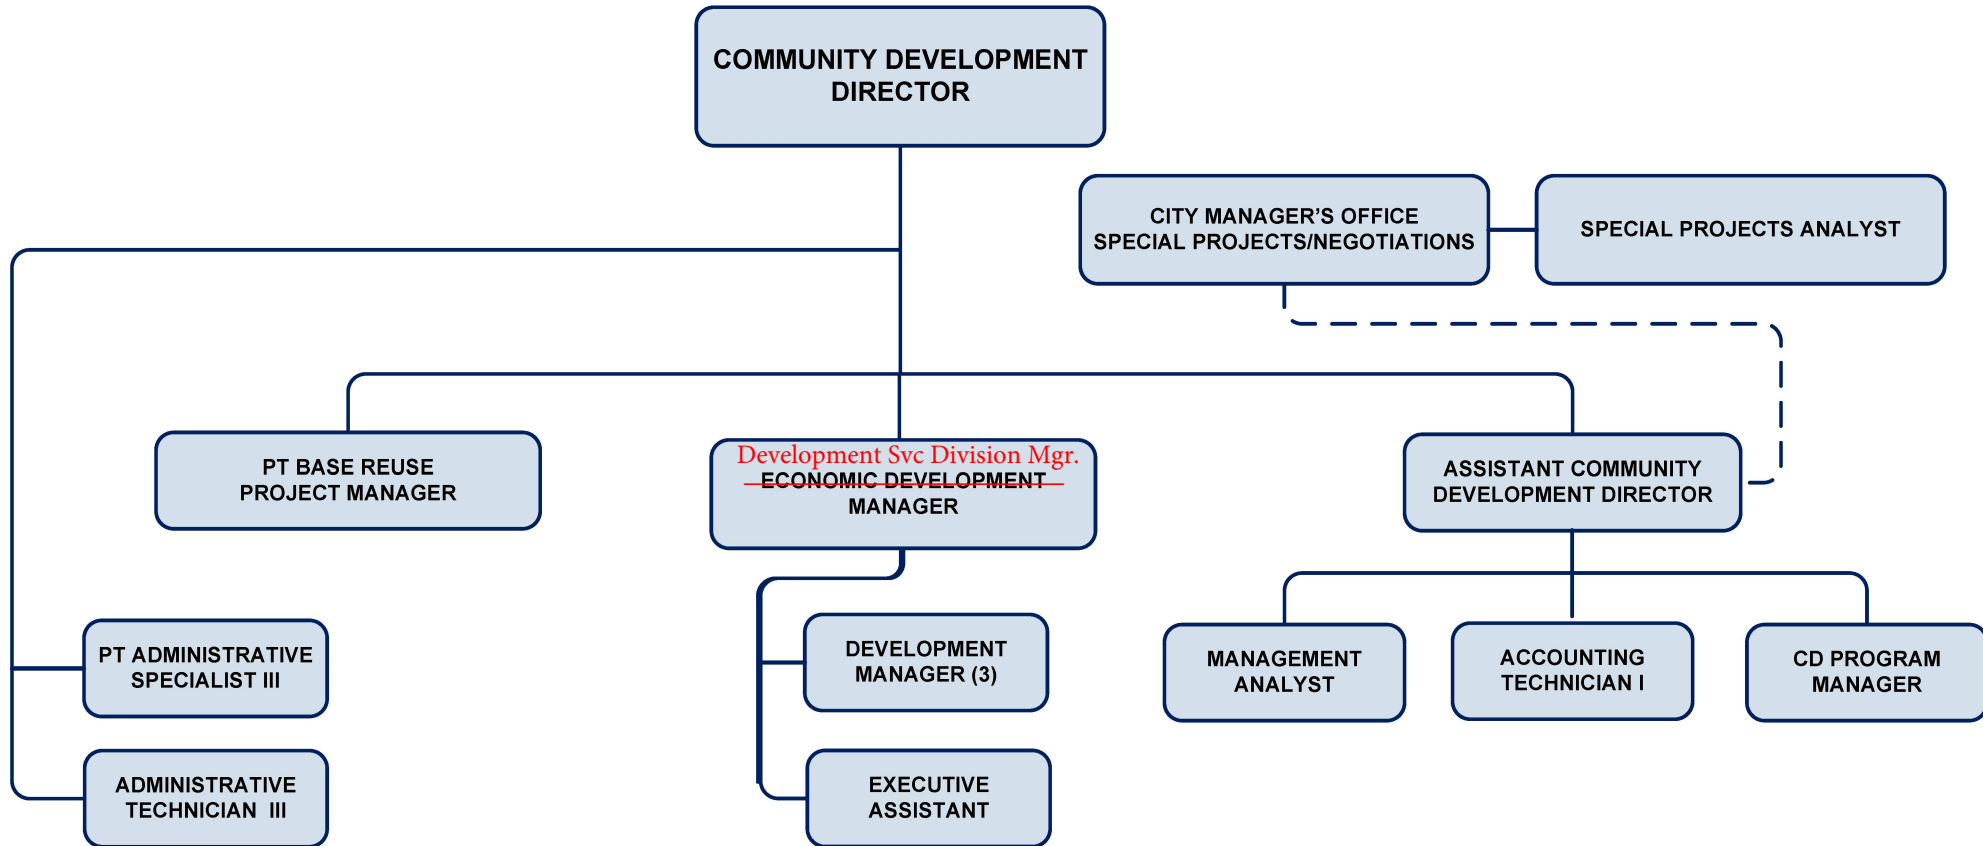 COMMUNITY DEVELOPMENT
DIRECTOR
CITY MANAGER'S OFFICE
SPECIAL PROJECTS/NEGOTIATIONS
SPECIAL PROJECTS ANALYST
PT BASE REUSE
PROJECT MANAGER
Development Svc Division Mgr.
ECONOMIC DEVELOPMENT
MANAGER
ASSISTANT COMMUNITY
DEVELOPMENT DIRECTOR
PT ADMINISTRATIVE
SPECIALIST III
DEVELOPMENT
MANAGER (3)
MANAGEMENT
ANALYST
ACCOUNTING
TECHNICIAN I
CD PROGRAM
MANAGER
ADMINISTRATIVE
TECHNICIAN III
EXECUTIVE
ASSISTANT